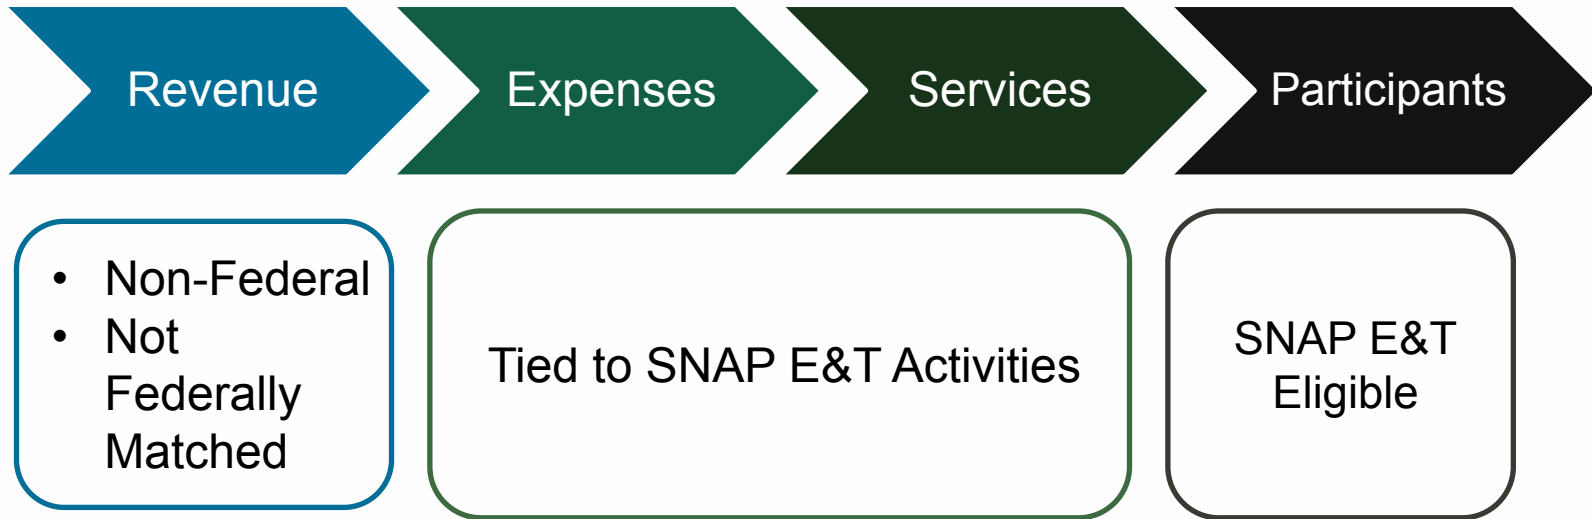 Revenue
Expenses
Services
Participants
• Non-Federal
• Not
Federally
Matched
Tied to SNAP E&T Activities
SNAP E&T
Eligible